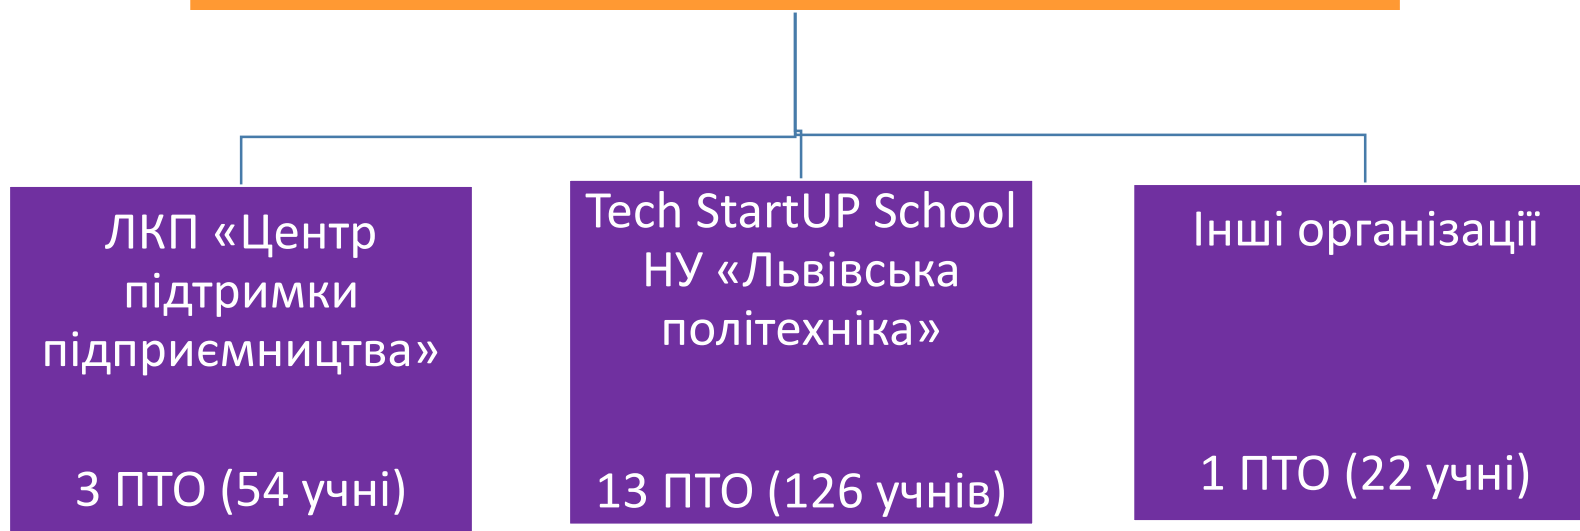 ЛКП «Центр
підтримки
підприємництва»
3 ПТО (54 учні)
Tech StartUP School
НУ «Львівська
політехніка»
13 ПТО (126 учнів)
Інші організації
1 ПТО (22 учні)